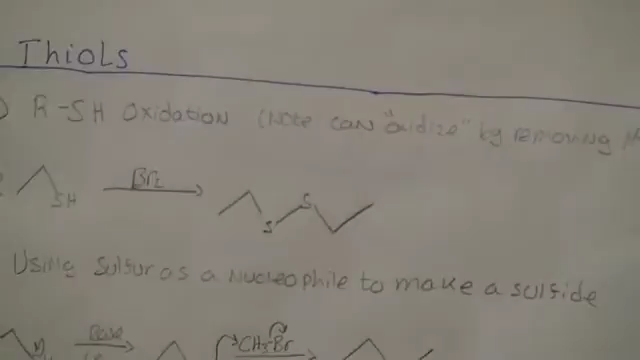 Thiols
R-SH Oxidation (Note can "oxidize" by removing
SH Br2 S S
Using Sulfur as a Nucleophile to make a sulfide
Base CH3Br